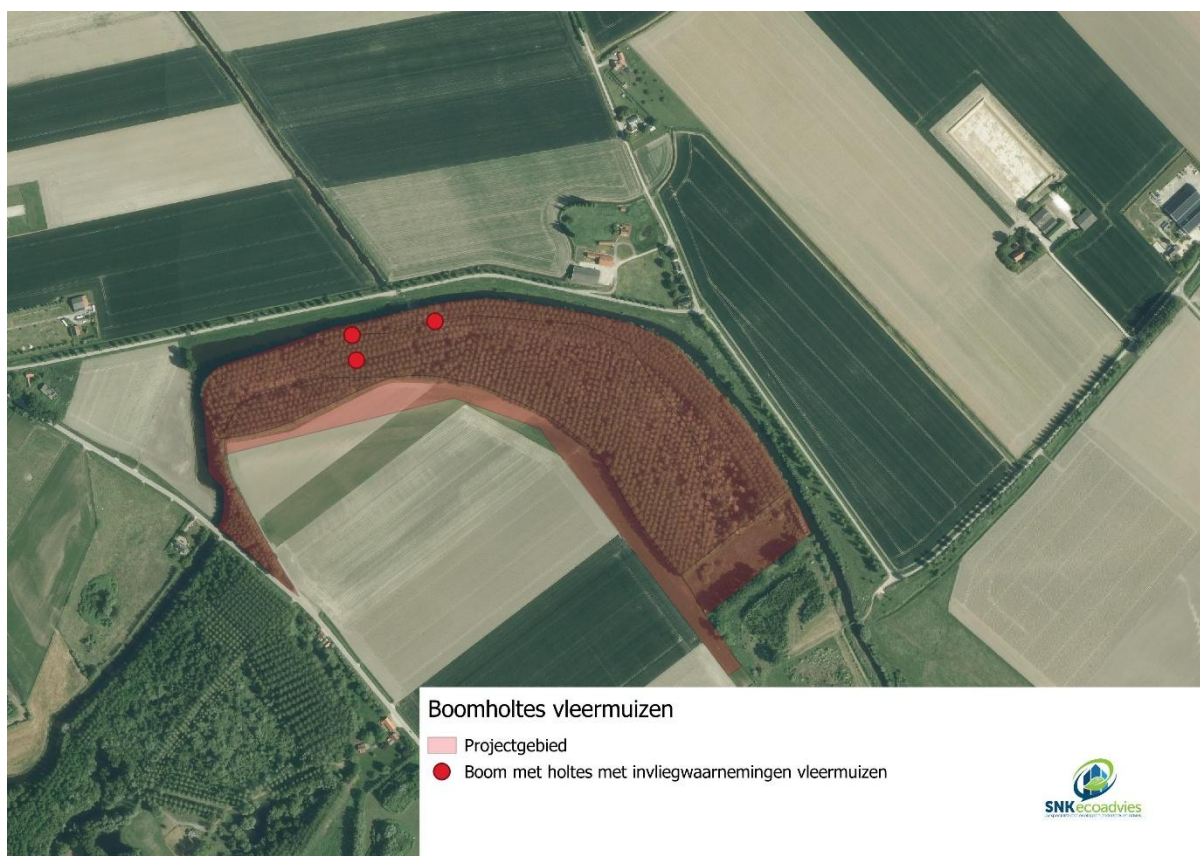 Boomholtes vleermuizen
Projectgebied
Boom met holtes met invliegwaarnemingen vleermuizen
SNKecoadvies